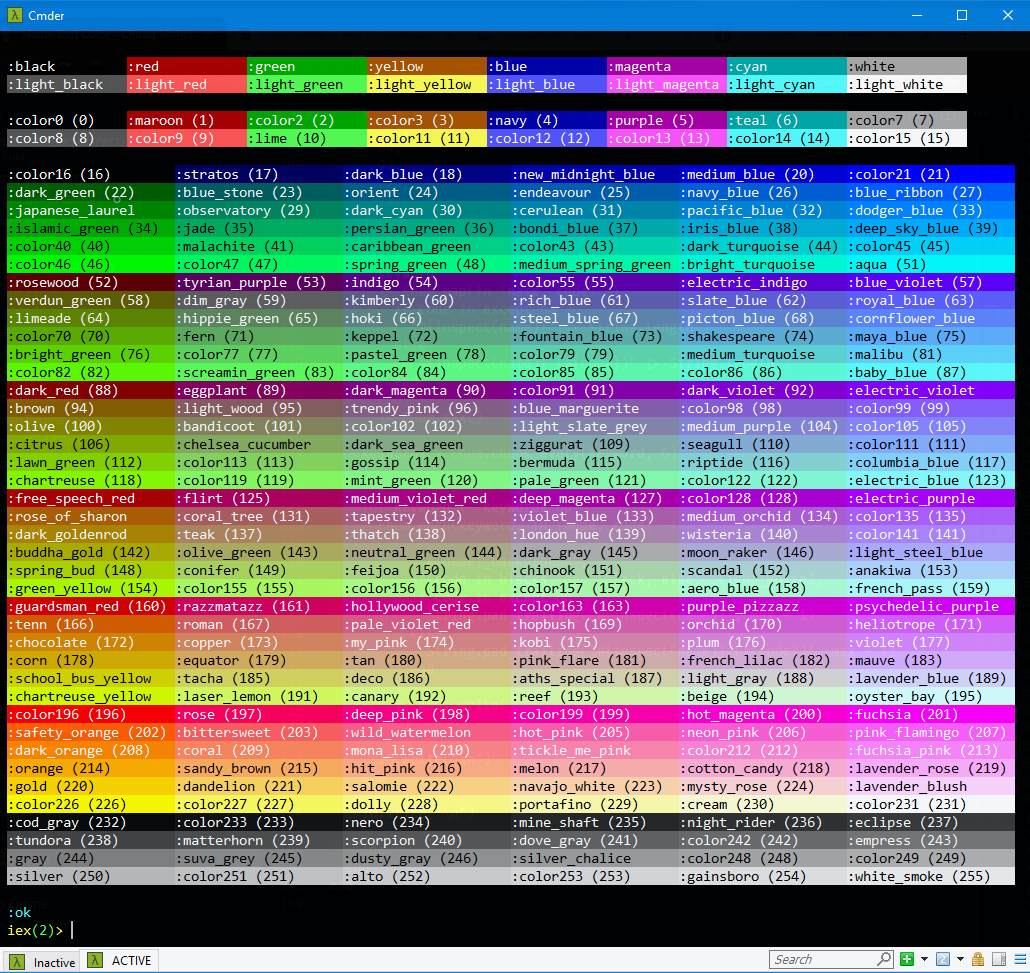 Cmder
:black :red :green :yellow :blue :magenta :cyan :white
:light_black :light_red :light_green :light_yellow :light_blue :light_magenta :light_cyan :light_white
:color0 (0) :maroon (1) :color2 (2) :color3 (3) :navy (4) :purple (5) :teal (6) :color7 (7)
:color8 (8) :color9 (9) :lime (10) :color11 (11) :color12 (12) :color13 (13) :color14 (14) :color15 (15)
:color16 (16) :stratos (17) :dark_blue (18) :new_midnight_blue :medium_blue (20) :color21 (21)
:dark_green (22) :blue_stone (23) :orient (24) :endeavour (25) :navy_blue (26) :blue_ribbon (27)
:japanese_laurel :observatory (29) :dark_cyan (30) :cerulean (31) :pacific_blue (32) :dodger_blue (33)
:islamic_green (34) :jade (35) :persian_green (36) :bondi_blue (37) :iris_blue (38) :deep_sky_blue (39)
:color40 (40) :malachite (41) :caribbean_green :color43 (43) :dark_turquoise (44) :color45 (45)
:color46 (46) :color47 (47) :spring_green (48) :medium_spring_green :bright_turquoise :aqua (51)
:rosewood (52) :tyrian_purple (53) :indigo (54) :color55 (55) :electric_indigo :blue_violet (57)
:verdun_green (58) :dim_gray (59) :kimberly (60) :rich_blue (61) :slate_blue (62) :royal_blue (63)
:limeade (64) :hippie_green (65) :hoki (66) :steel_blue (67) :picton_blue (68) :cornflower_blue
:color70 (70) :fern (71) :keppel (72) :fountain_blue (73) :shakespeare (74) :maya_blue (75)
:bright_green (76) :color77 (77) :pastel_green (78) :color79 (79) :medium_turquoise :malibu (81)
:color82 (82) :screamin_green (83) :color84 (84) :color85 (85) :color86 (86) :baby_blue (87)
:dark_red (88) :eggplant (89) :dark_magenta (90) :color91 (91) :dark_violet (92) :electric_violet
:brown (94) :light_wood (95) :trendy_pink (96) :blue_marguerite :color98 (98) :color99 (99)
:olive (100) :bandicoot (101) :color102 (102) :light_slate_grey :medium_purple (104) :color105 (105)
:citrus (106) :chelsea_cucumber :dark_sea_green :ziggurat (109) :seagull (110) :color111 (111)
:lawn_green (112) :color113 (113) :gossip (114) :bermuda (115) :riptide (116) :columbia_blue (117)
:chartreuse (118) :color119 (119) :mint_green (120) :pale_green (121) :color122 (122) :electric_blue (123)
:free_speech_red :flirt (125) :medium_violet_red :deep_magenta (127) :color128 (128) :electric_purple
:rose_of_sharon :coral_tree (131) :tapestry (132) :violet_blue (133) :medium_orchid (134) :color135 (135)
:dark_goldenrod :teak (137) :thatch (138) :london_hue (139) :wisteria (140) :color141 (141)
:buddha_gold (142) :olive_green (143) :neutral_green (144) :dark_gray (145) :moon_raker (146) :light_steel_blue
:spring_bud (148) :conifer (149) :feijoa (150) :chinook (151) :scandal (152) :anakiwa (153)
:green_yellow (154) :color155 (155) :color156 (156) :color157 (157) :aero_blue (158) :french_pass (159)
:guardsman_red (160) :razzmatazz (161) :hollywood_cerise :color163 (163) :purple_pizzazz :psychedelic_purple
:tenn (166) :roman (167) :pale_violet_red :hopbush (169) :orchid (170) :heliotrope (171)
:chocolate (172) :copper (173) :my_pink (174) :kobi (175) :plum (176) :violet (177)
:corn (178) :equator (179) :tan (180) :pink_flare (181) :french_lilac (182) :mauve (183)
:school_bus_yellow :tacha (185) :deco (186) :aths_special (187) :light_gray (188) :lavender_blue (189)
:chartreuse_yellow :laser_lemon (191) :canary (192) :reef (193) :beige (194) :oyster_bay (195)
:color196 (196) :rose (197) :deep_pink (198) :color199 (199) :hot_magenta (200) :fuchsia (201)
:safety_orange (202) :bittersweet (203) :wild_watermelon :hot_pink (205) :neon_pink (206) :pink_flamingo (207)
:dark_orange (208) :coral (209) :mona_lisa (210) :tickle_me_pink :color212 (212) :fuchsia_pink (213)
:orange (214) :sandy_brown (215) :hit_pink (216) :melon (217) :cotton_candy (218) :lavender_rose (219)
:gold (220) :dandelion (221) :salomie (222) :navajo_white (223) :mysty_rose (224) :lavender_blush
:color226 (226) :color227 (227) :dolly (228) :portafino (229) :cream (230) :color231 (231)
:cod_gray (232) :color233 (233) :nero (234) :mine_shaft (235) :night_rider (236) :eclipse (237)
:tundora (238) :matterhorn (239) :scorpion (240) :dove_gray (241) :color242 (242) :empress (243)
:gray (244) :suva_grey (245) :dusty_gray (246) :silver_chalice :color248 (248) :color249 (249)
:silver (250) :color251 (251) :alto (252) :color253 (253) :gainsboro (254) :white_smoke (255)
:ok
iex(2)>
Inactive ACTIVE Search